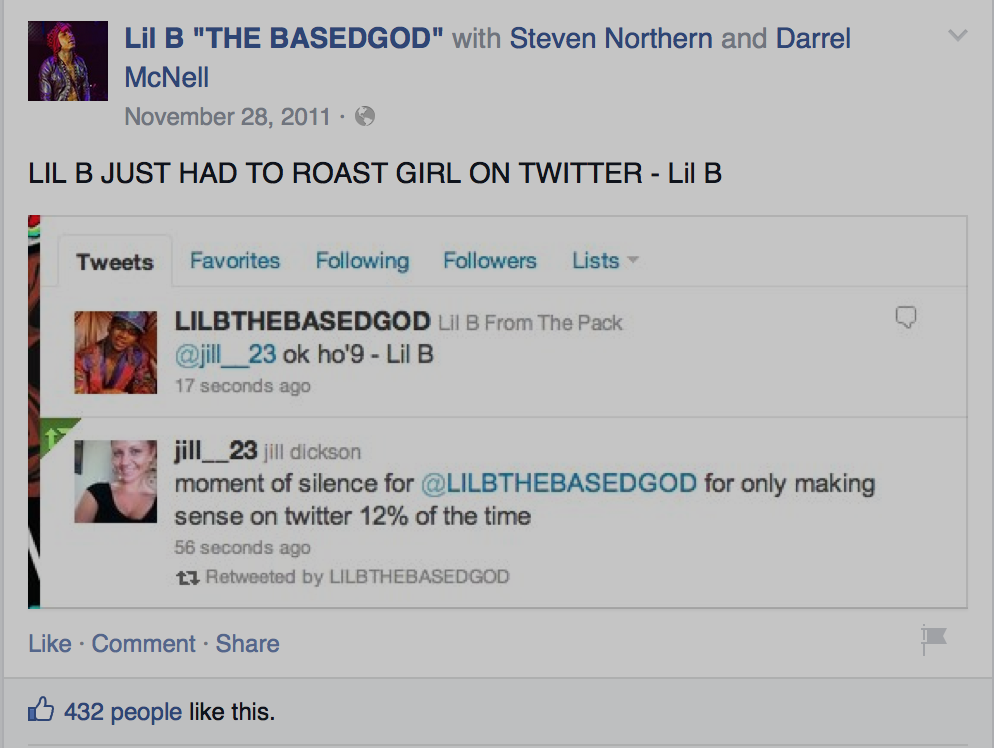 Lil B "THE BASEDGOD" with Steven Northern and Darrel
McNell
November 28, 2011 ·
LIL B JUST HAD TO ROAST GIRL ON TWITTER - Lil B
Tweets Favorites Following Followers Lists
LILBTHEBASEDGOD Lil B From The Pack
@jill__23 ok ho'9 - Lil B
17 seconds ago
jill__23 jill dickson
moment of silence for @LILBTHEBASEDGOD for only making
sense on twitter 12% of the time
56 seconds ago
Retweeted by LILBTHEBASEDGOD
Like · Comment · Share
432 people like this.